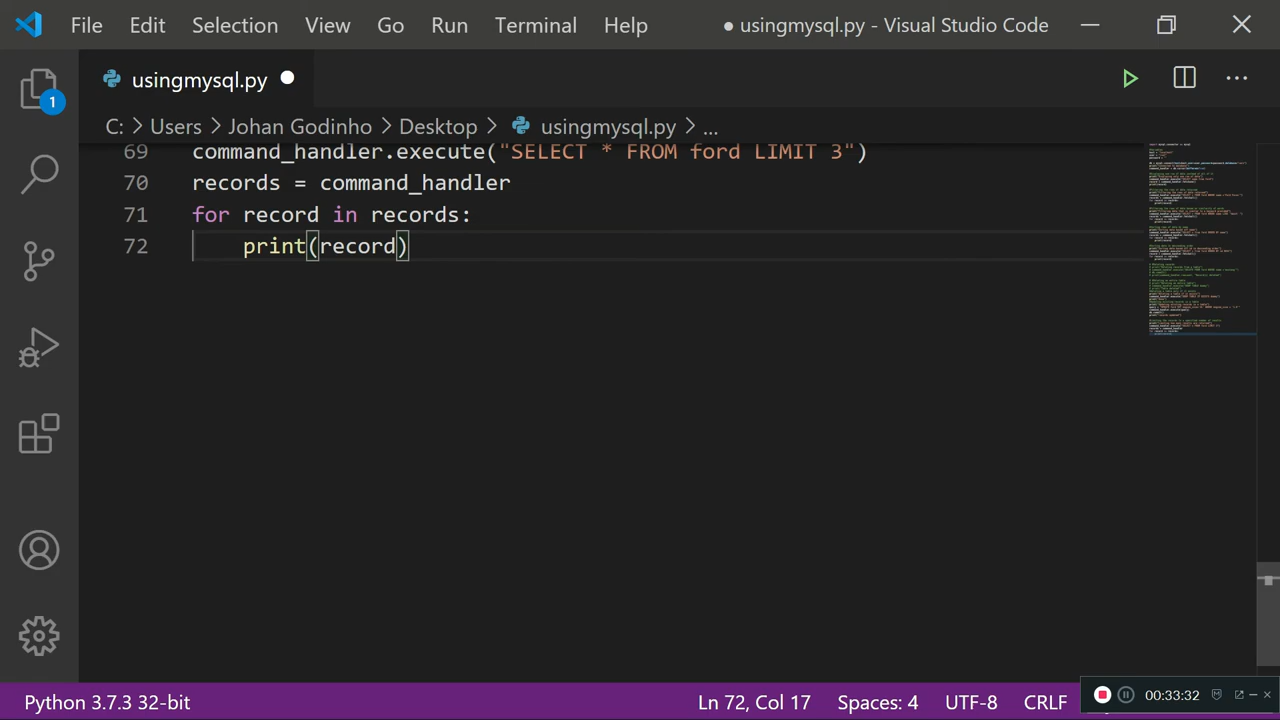 File Edit Selection View Go Run Terminal Help ● usingmysql.py - Visual Studio Code
usingmysql.py
C: > Users > Johan Godinho > Desktop > usingmysql.py > ...
69 command_handler.execute("SELECT * FROM ford LIMIT 3")
70 records = command_handler
71 for record in records:
72 print(record)
1
Python 3.7.3 32-bit Ln 72, Col 17 Spaces: 4 UTF-8 CRLF 00:33:32